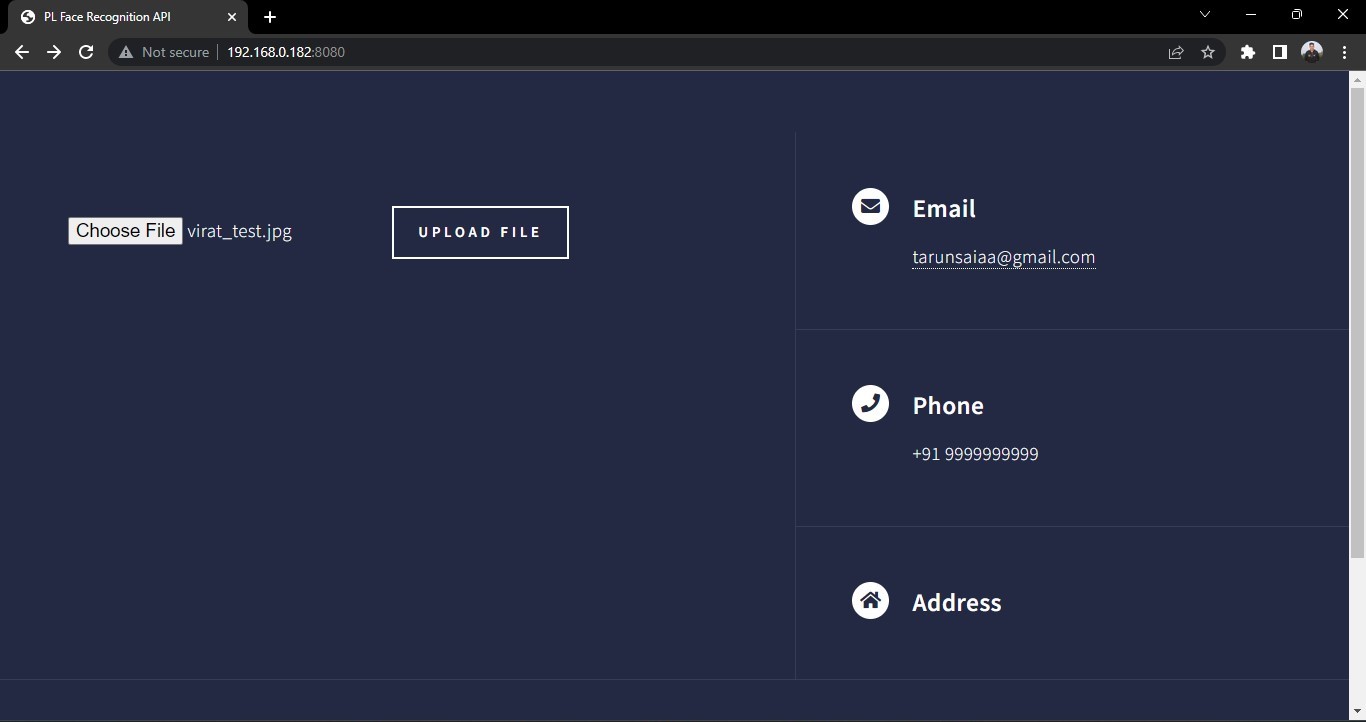 PL Face Recognition API
Not secure
192.168.0.182:8080
Choose File virat_test.jpg
UPLOAD FILE
Email
tarunsaiaa@gmail.com
Phone
+91 9999999999
Address